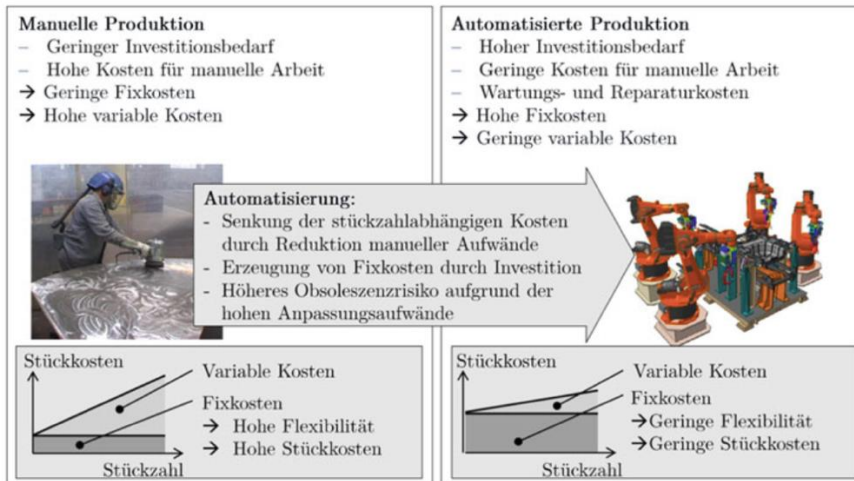 Manuelle Produktion
– Geringer Investitionsbedarf
– Hohe Kosten für manuelle Arbeit
→ Geringe Fixkosten
→ Hohe variable Kosten
Automatisierte Produktion
– Hoher Investitionsbedarf
– Geringe Kosten für manuelle Arbeit
– Wartungs- und Reparaturkosten
→ Hohe Fixkosten
→ Geringe variable Kosten
Automatisierung:
- Senkung der stückzahlabhängigen Kosten
durch Reduktion manueller Aufwände
- Erzeugung von Fixkosten durch Investition
- Höheres Obsoleszenzrisiko aufgrund der
hohen Anpassungsaufwände
Stückkosten
Variable Kosten
Fixkosten
→ Hohe Flexibilität
→ Hohe Stückkosten
Stückzahl
Stückkosten
Variable Kosten
Fixkosten
→Geringe Flexibilität
→Geringe Stückkosten
Stückzahl